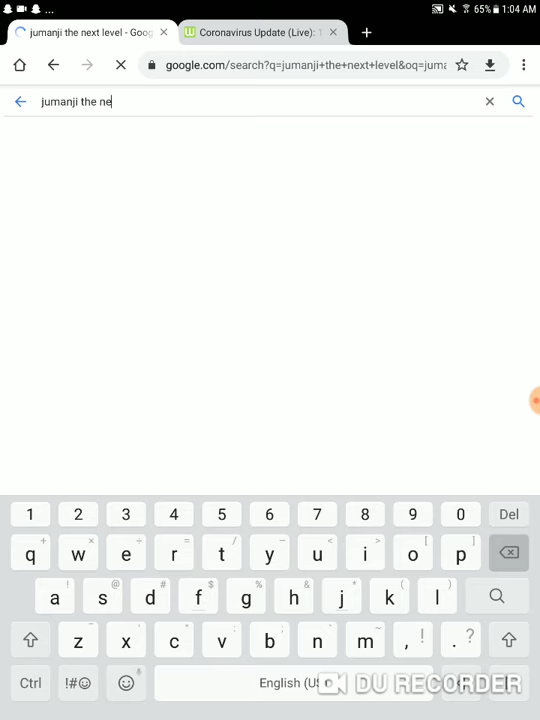 ... 65% 1:04 AM
jumanji the next level - Goog
Coronavirus Update (Live): 1
google.com/search?q=jumanji+the+next+level&oq=juma
jumanji the ne
1 2 3 4 5 6 7 8 9 0 Del
+ × ÷ = / _ < > [ ]
q w e r t y u i o p
! @ # $ % & * ( )
a s d f g h j k l
z x c v b n m , ! . ?
Ctrl !#☺ English (US)
DU RECORDER